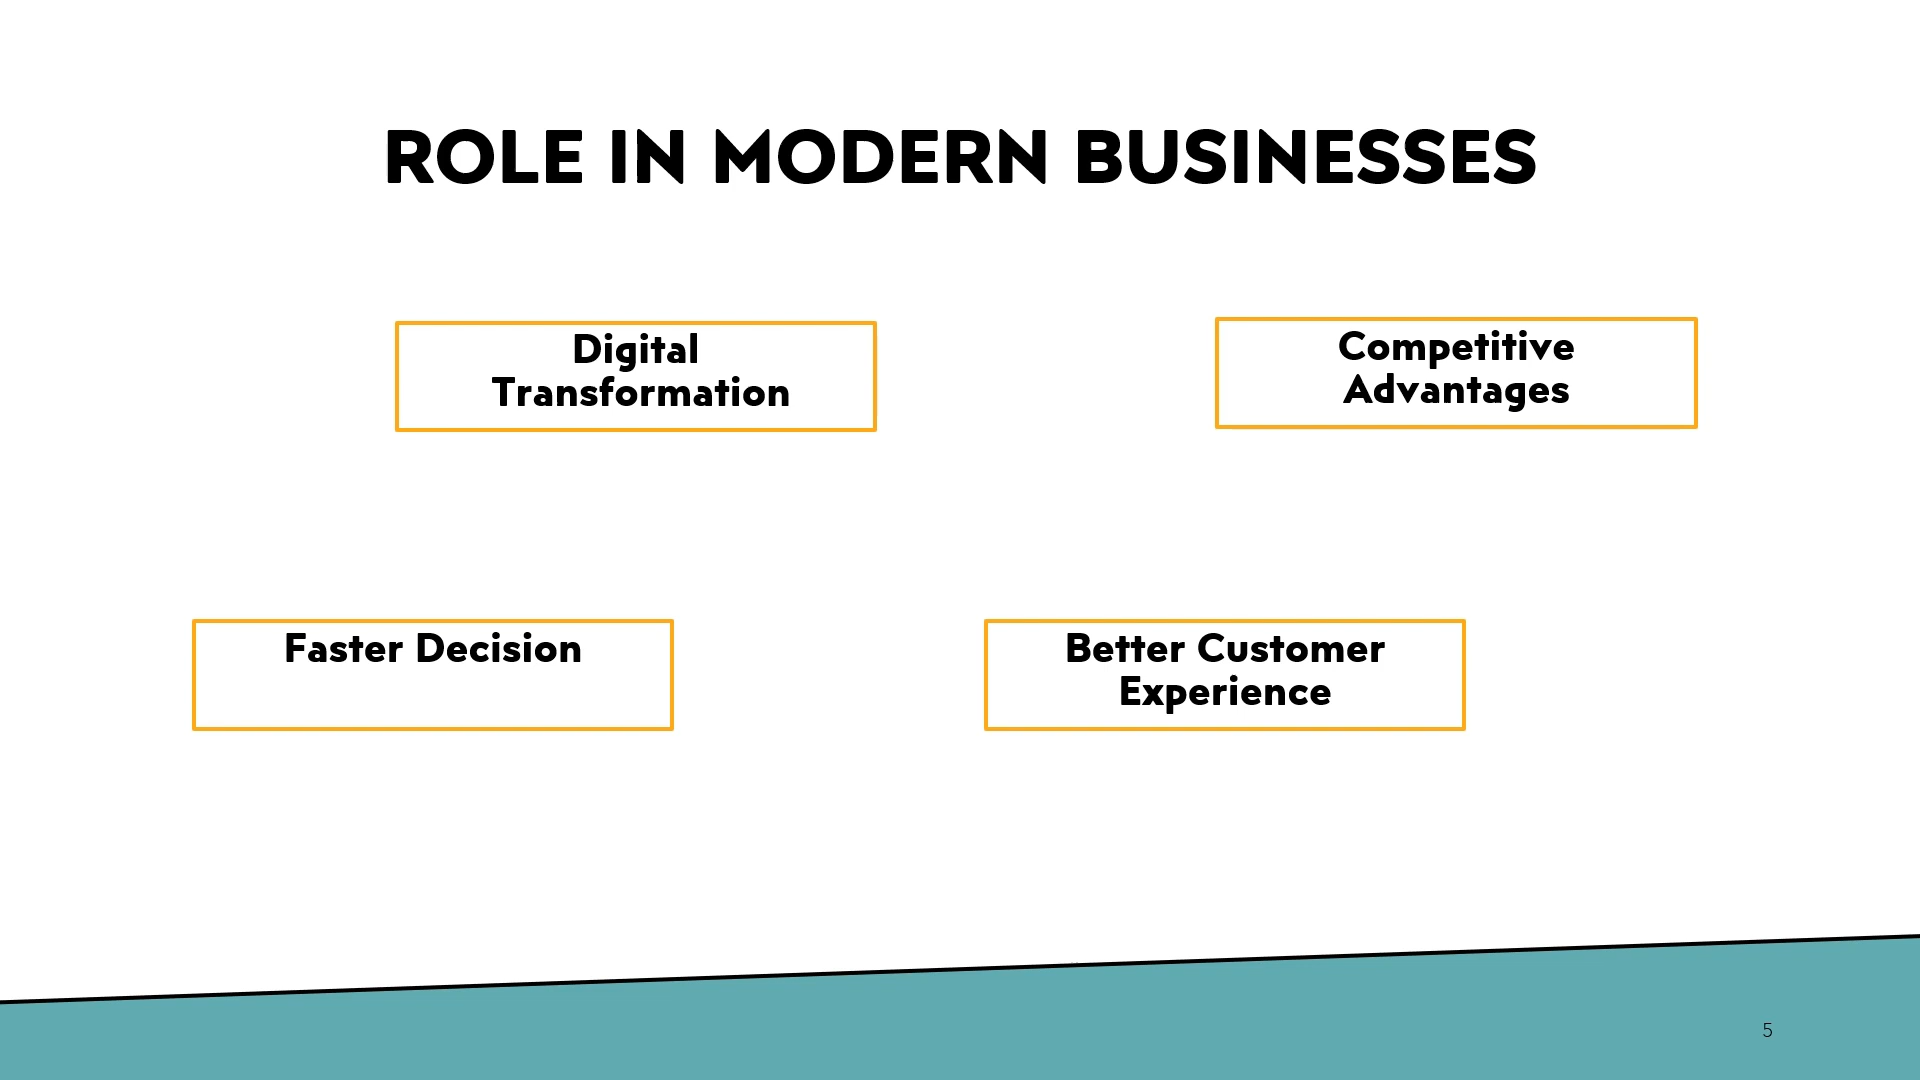 ROLE IN MODERN BUSINESSES
Digital
Transformation
Competitive
Advantages
Faster Decision
Better Customer
Experience
5